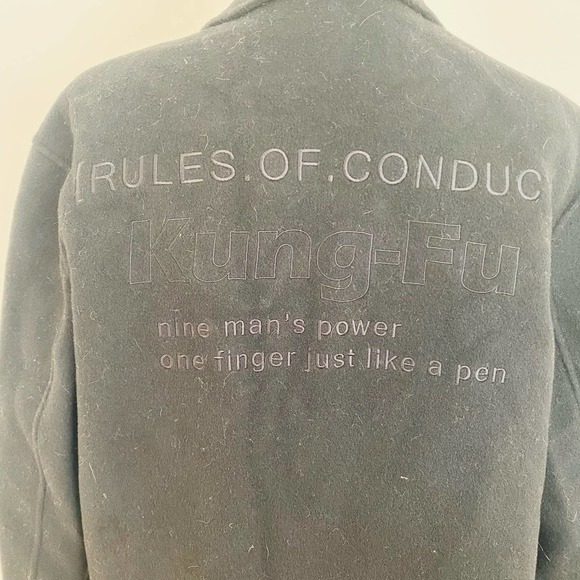 [RULES.OF.CONDUC
Kung-Fu
nine man's power
one finger just like a pen